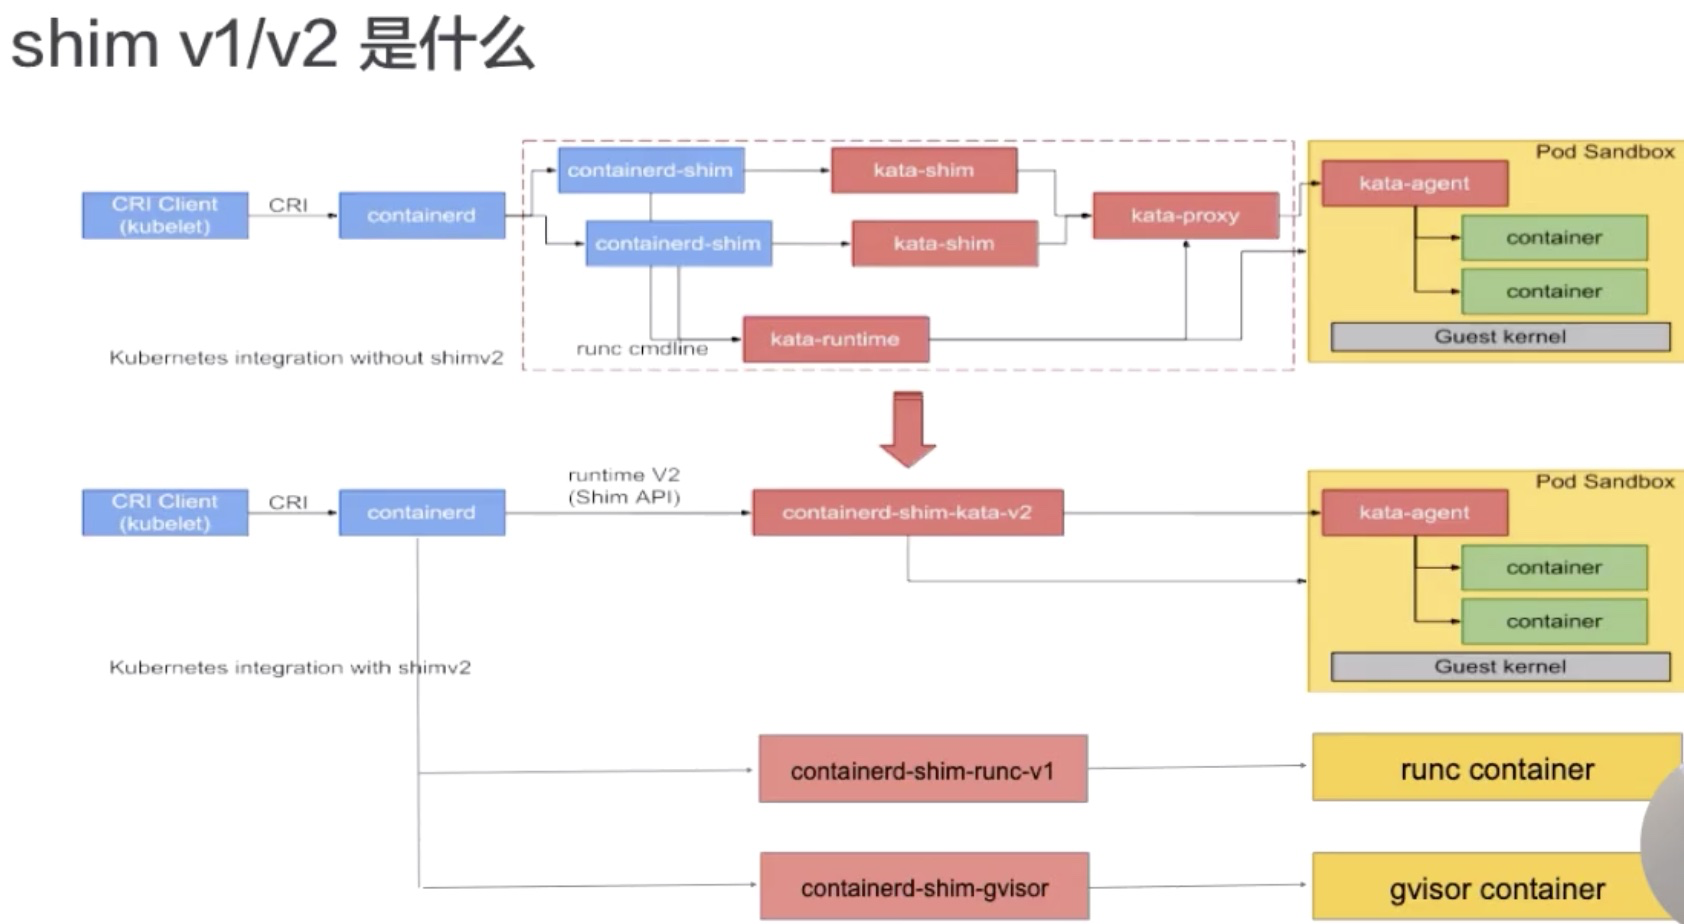 shim v1/v2 是什么
Pod Sandbox
containerd-shim
kata-shim
kata-agent
CRI Client
(kubelet)
CRI
containerd
kata-proxy
containerd-shim
kata-shim
container
container
kata-runtime
runc cmdline
Guest kernel
Kubernetes integration without shimv2
runtime V2
(Shim API)
Pod Sandbox
CRI Client
(kubelet)
CRI
containerd
containerd-shim-kata-v2
kata-agent
container
container
Kubernetes integration with shimv2
Guest kernel
containerd-shim-runc-v1
runc container
containerd-shim-gvisor
gvisor container